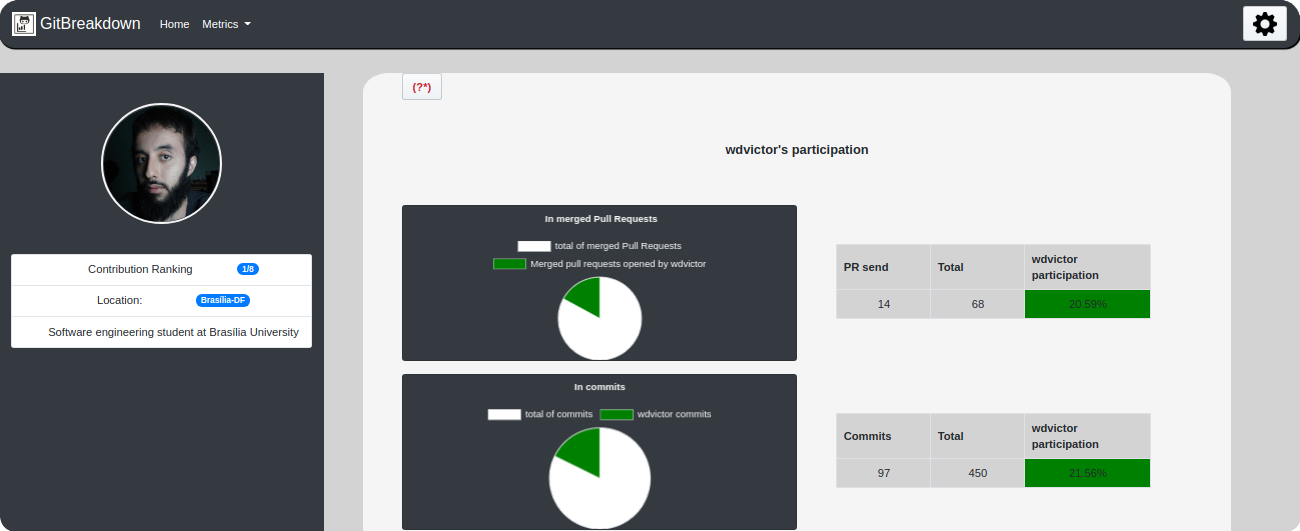 GitBreakdown Home Metrics
(?*)
wdvictor's participation
Contribution Ranking 1/8
Location: Brasília-DF
Software engineering student at Brasília University
In merged Pull Requests
total of merged Pull Requests
Merged pull requests opened by wdvictor
PR send Total wdvictor
participation
14 68 20.59%
In commits
total of commits wdvictor commits
Commits Total wdvictor
participation
97 450 21.56%